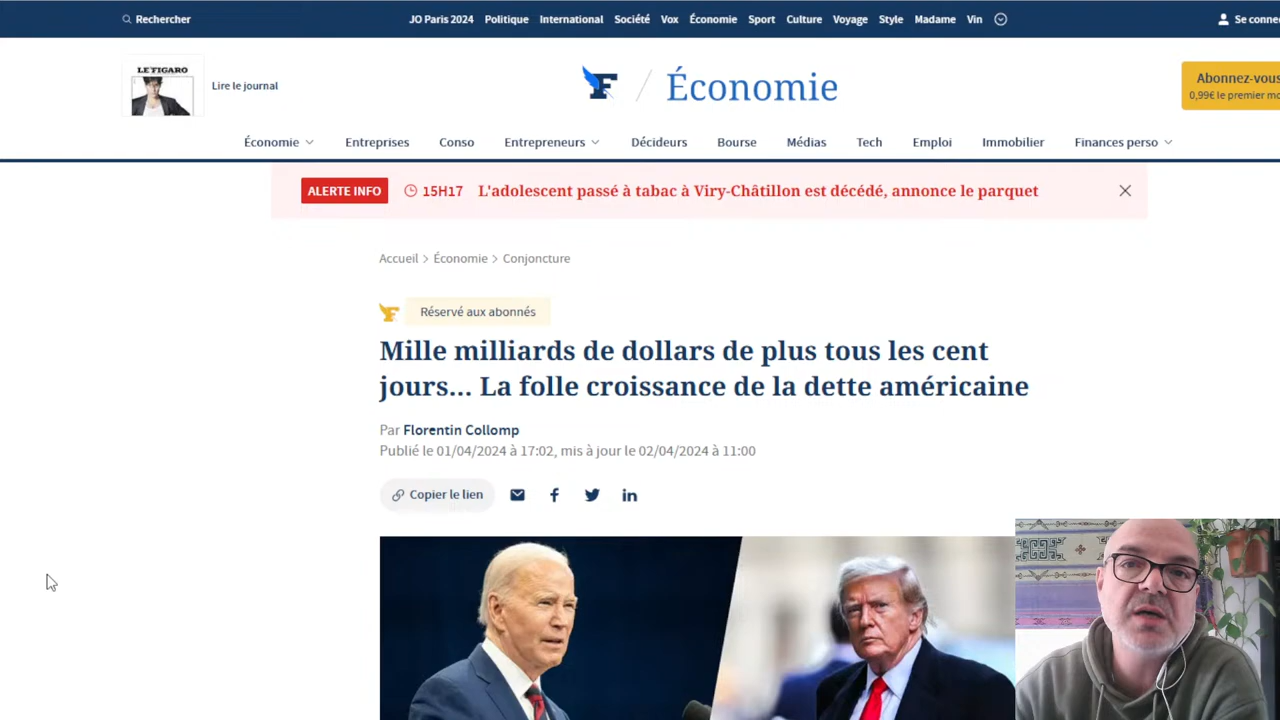 Rechercher
JO Paris 2024 Politique International Société Vox Économie Sport Culture Voyage Style Madame Vin
Se conne
LE FIGARO
Lire le journal
F / Économie
Abonnez-vous
0,99€ le premier mo
Économie Entreprises Conso Entrepreneurs Décideurs Bourse Médias Tech Emploi Immobilier Finances perso
ALERTE INFO 15H17 L'adolescent passé à tabac à Viry-Châtillon est décédé, annonce le parquet
Accueil > Économie > Conjoncture
Réservé aux abonnés
Mille milliards de dollars de plus tous les cent
jours... La folle croissance de la dette américaine
Par Florentin Collomp
Publié le 01/04/2024 à 17:02, mis à jour le 02/04/2024 à 11:00
Copier le lien